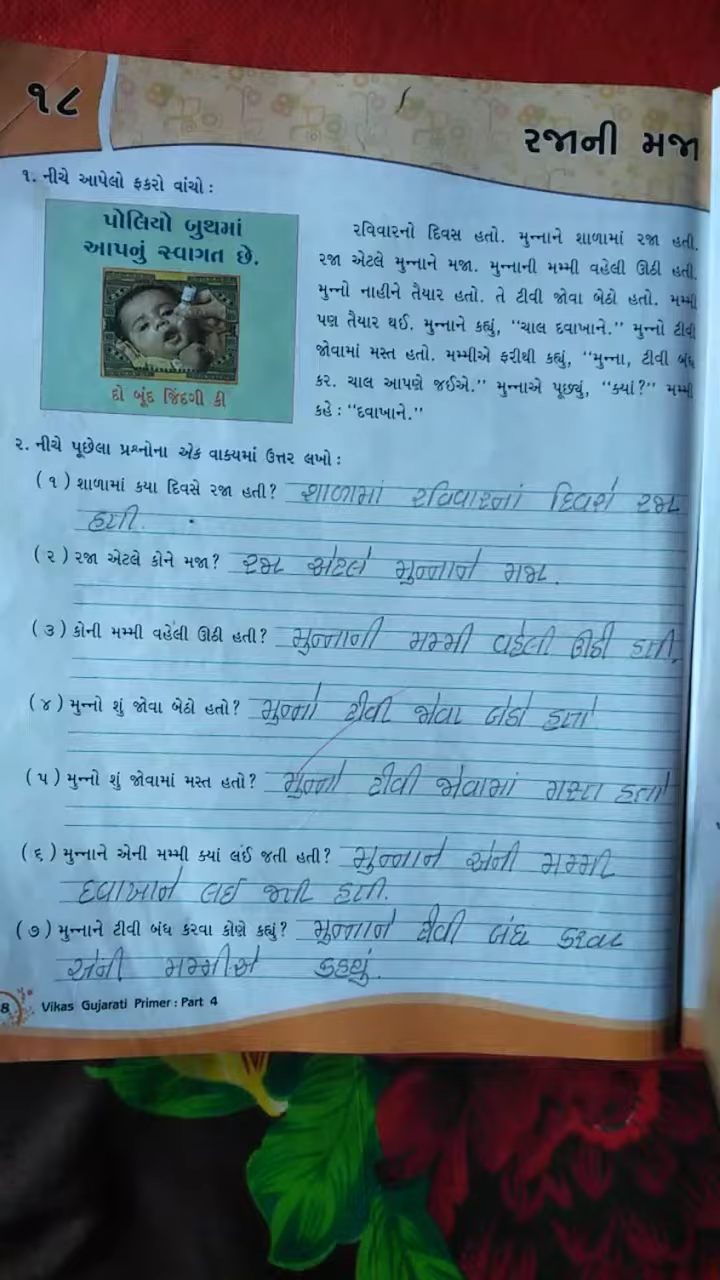 ૧૮
રજાની મજા
૧. નીચે આપેલો ફકરો વાંચો :
પોલિયો બુથમાં
આપનું સ્વાગત છે.
દો બૂંદ જિંદગી કી
રવિવારનો દિવસ હતો. મુન્નાને શાળામાં રજા હતી.
રજા એટલે મુન્નાને મજા. મુન્નાની મમ્મી વહેલી ઊઠી હતી.
મુન્નો નાહીને તૈયાર હતો. તે ટીવી જોવા બેઠો હતો. મમ્મી
પણ તૈયાર થઈ. મુન્નાને કહ્યું, “ચાલ દવાખાને.” મુન્નો ટીવી
જોવામાં મસ્ત હતો. મમ્મીએ ફરીથી કહ્યું, “મુન્ના, ટીવી બંધ
કર. ચાલ આપણે જઈએ.” મુન્નાએ પૂછ્યું, “ક્યાં?” મમ્મી
કહે : “દવાખાને.”
૨. નીચે પૂછેલા પ્રશ્નોના એક વાક્યમાં ઉત્તર લખો :
(૧) શાળામાં કયા દિવસે રજા હતી? શાળામાં રવિવારનાં દિવસે રજા
હતી.
(૨) રજા એટલે કોને મજા? રજા એટલે મુન્નાને મજા.
(૩) કોની મમ્મી વહેલી ઊઠી હતી? મુન્નાની મમ્મી વહેલી ઊઠી હતી.
(૪) મુન્નો શું જોવા બેઠો હતો? મુન્નો ટીવી જોવા બેઠો હતો
(૫) મુન્નો શું જોવામાં મસ્ત હતો? મુન્નો ટીવી જોવામાં મસ્ત હતો
(૬) મુન્નાને એની મમ્મી ક્યાં લઈ જતી હતી? મુન્નાને એની મમ્મી
દવાખાને લઈ જતી હતી.
(૭) મુન્નાને ટીવી બંધ કરવા કોણે કહ્યું? મુન્નાને ટીવી બંધ કરવા
એની મમ્મીએ કહ્યું.
8 Vikas Gujarati Primer : Part 4